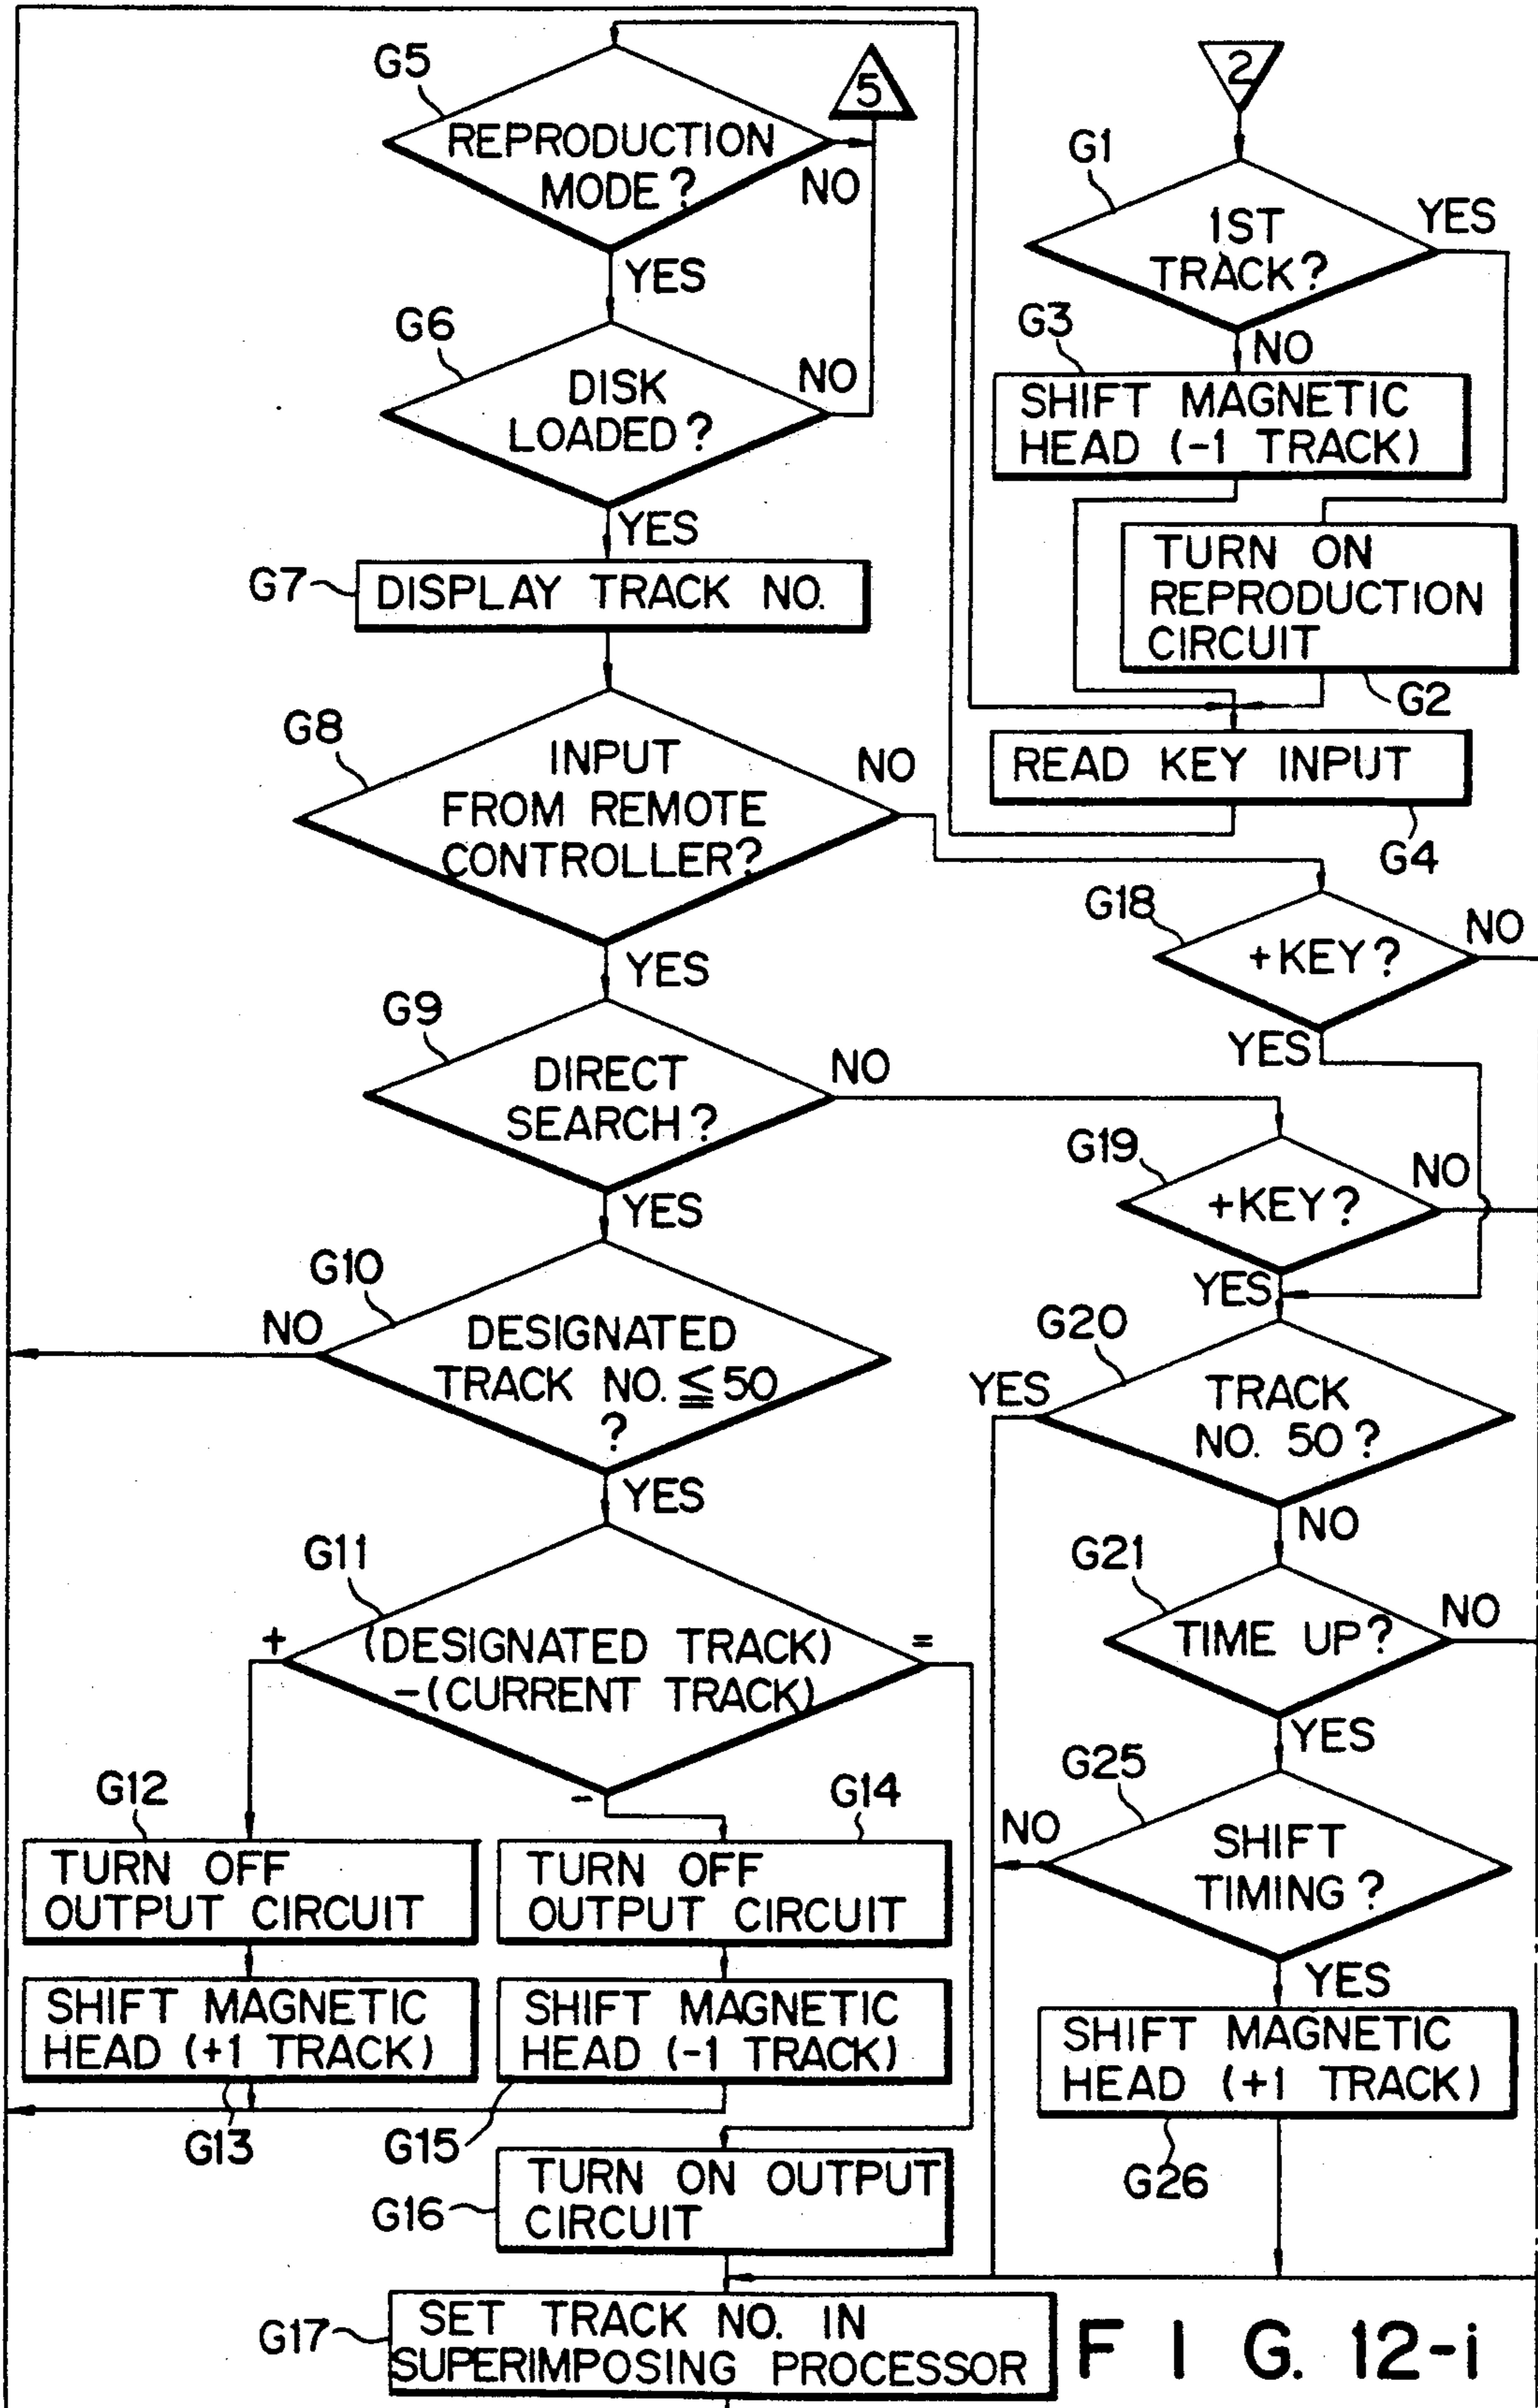 G5
REPRODUCTION
MODE?
NO
YES
5
G6
DISK
LOADED?
NO
YES
G7
DISPLAY TRACK NO.
G8
INPUT
FROM REMOTE
CONTROLLER?
NO
YES
G9
DIRECT
SEARCH?
NO
YES
G10
NO
DESIGNATED
TRACK NO. ≦ 50
?
YES
G11
+
(DESIGNATED TRACK)
-(CURRENT TRACK)
=
-
G12
TURN OFF
OUTPUT CIRCUIT
SHIFT MAGNETIC
HEAD (+1 TRACK)
G13
G14
TURN OFF
OUTPUT CIRCUIT
SHIFT MAGNETIC
HEAD (-1 TRACK)
G15
G16
TURN ON OUTPUT
CIRCUIT
G17
SET TRACK NO. IN
SUPERIMPOSING PROCESSOR
2
G1
1ST
TRACK?
YES
NO
G3
SHIFT MAGNETIC
HEAD (-1 TRACK)
TURN ON
REPRODUCTION
CIRCUIT
G2
READ KEY INPUT
G4
G18
+KEY?
NO
YES
G19
+KEY?
NO
YES
G20
YES
TRACK
NO. 50?
NO
G21
TIME UP?
NO
YES
G25
NO
SHIFT
TIMING?
YES
SHIFT MAGNETIC
HEAD (+1 TRACK)
G26
FIG. 12-i